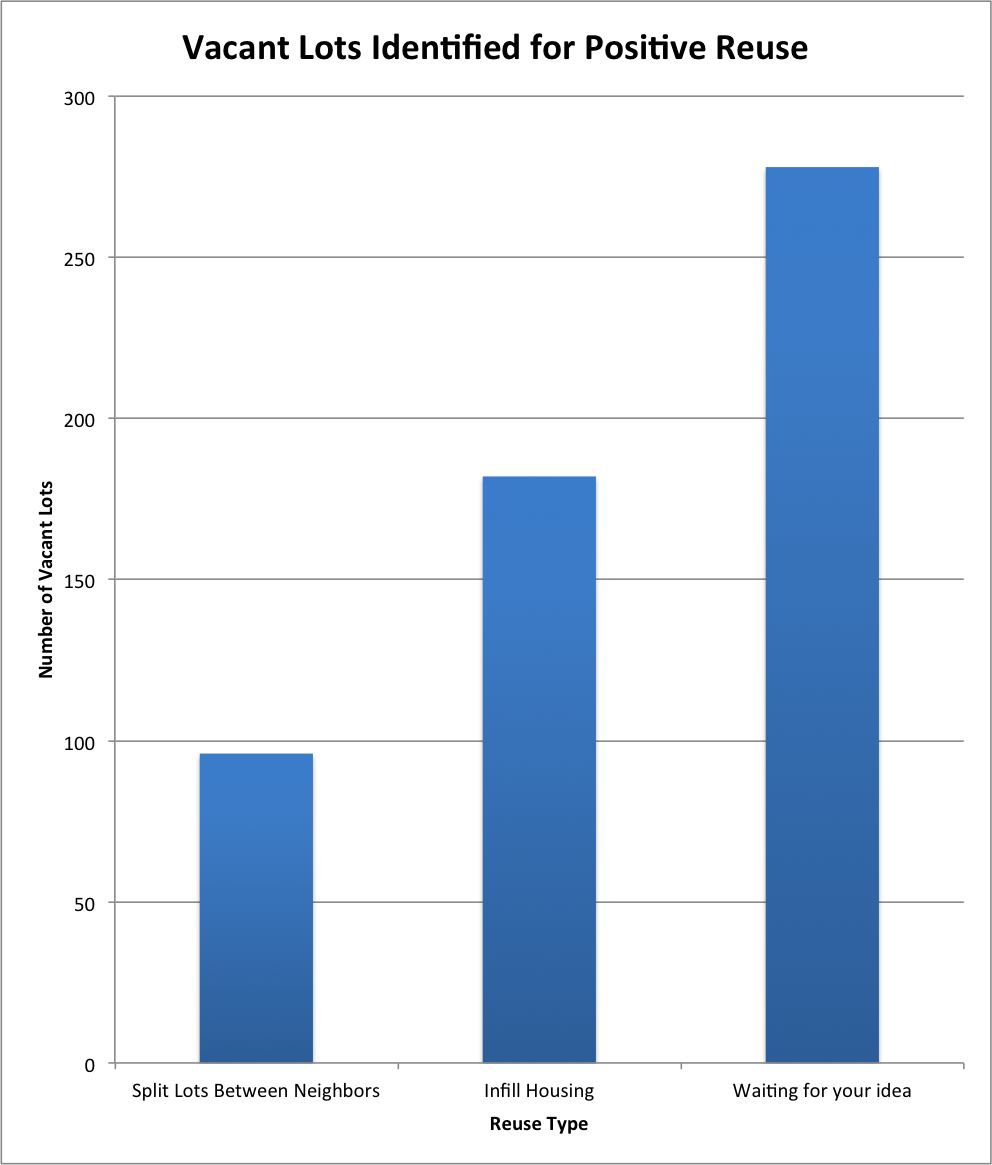 Vacant Lots Identified for Positive Reuse
300
250
200
150
100
50
0
Number of Vacant Lots
Split Lots Between Neighbors
Infill Housing
Waiting for your idea
Reuse Type